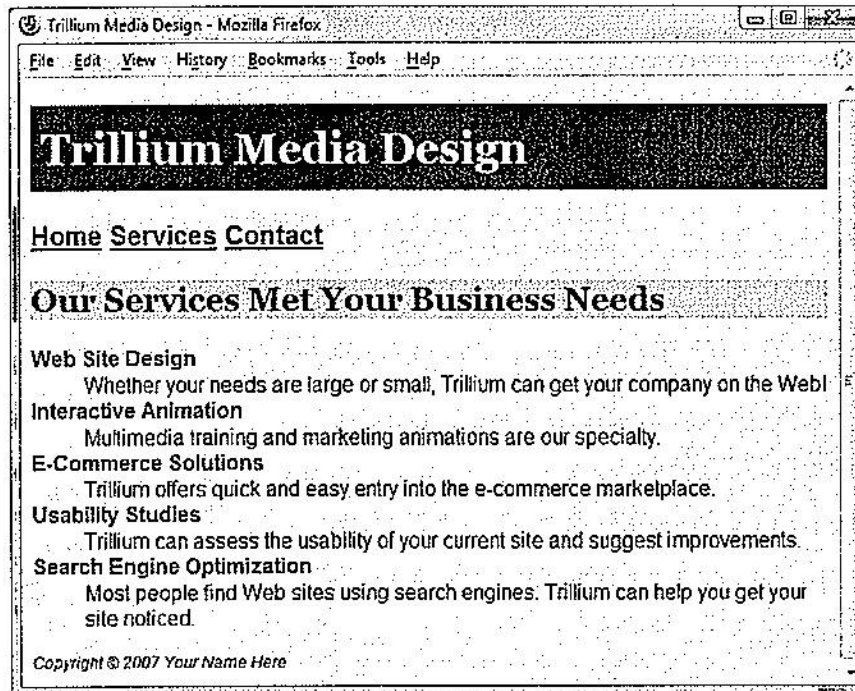 Trillium Media Design - Mozilla Firefox
File Edit View History Bookmarks Tools Help
Trillium Media Design
Home Services Contact
Our Services Met Your Business Needs
Web Site Design
Whether your needs are large or small, Trillium can get your company on the Web!
Interactive Animation
Multimedia training and marketing animations are our specialty.
E-Commerce Solutions
Trillium offers quick and easy entry into the e-commerce marketplace.
Usability Studies
Trillium can assess the usability of your current site and suggest improvements.
Search Engine Optimization
Most people find Web sites using search engines. Trillium can help you get your
site noticed.
Copyright © 2007 Your Name Here